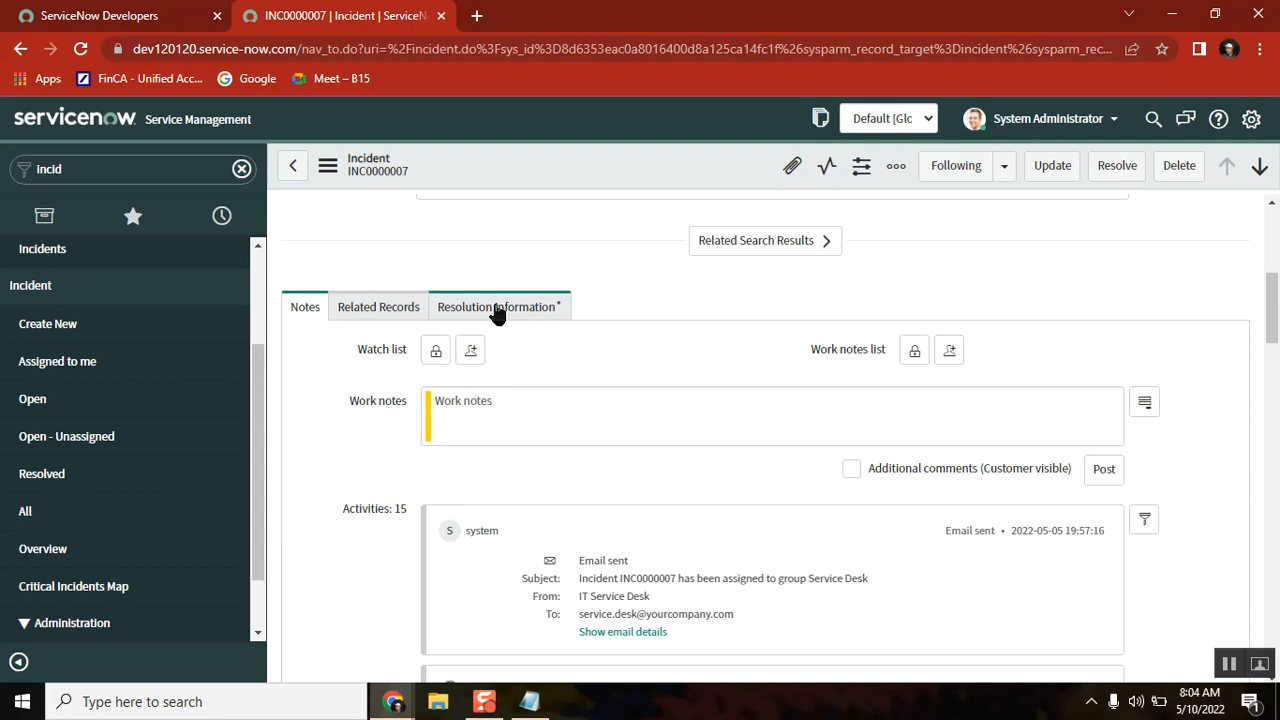 ServiceNow Developers
INC0000007 | Incident | ServiceN
dev120120.service-now.com/nav_to.do?uri=%2Fincident.do%3Fsys_id%3D8d6353eac0a8016400d8a125ca14fc1f%26sysparm_record_target%3Dincident%26sysparm_rec...
Apps
FinCA - Unified Acc...
Google
Meet – B15
servicenow Service Management
Default [Glc
System Administrator
incid
Incident
INC0000007
Following
Update
Resolve
Delete
Related Search Results
Incidents
Incident
Create New
Assigned to me
Open
Open - Unassigned
Resolved
All
Overview
Critical Incidents Map
Administration
Notes
Related Records
Resolution Information*
Watch list
Work notes list
Work notes
Work notes
Additional comments (Customer visible)
Post
Activities: 15
S system
Email sent • 2022-05-05 19:57:16
Email sent
Subject: Incident INC0000007 has been assigned to group Service Desk
From: IT Service Desk
To: service.desk@yourcompany.com
Show email details
Type here to search
8:04 AM
5/10/2022
1